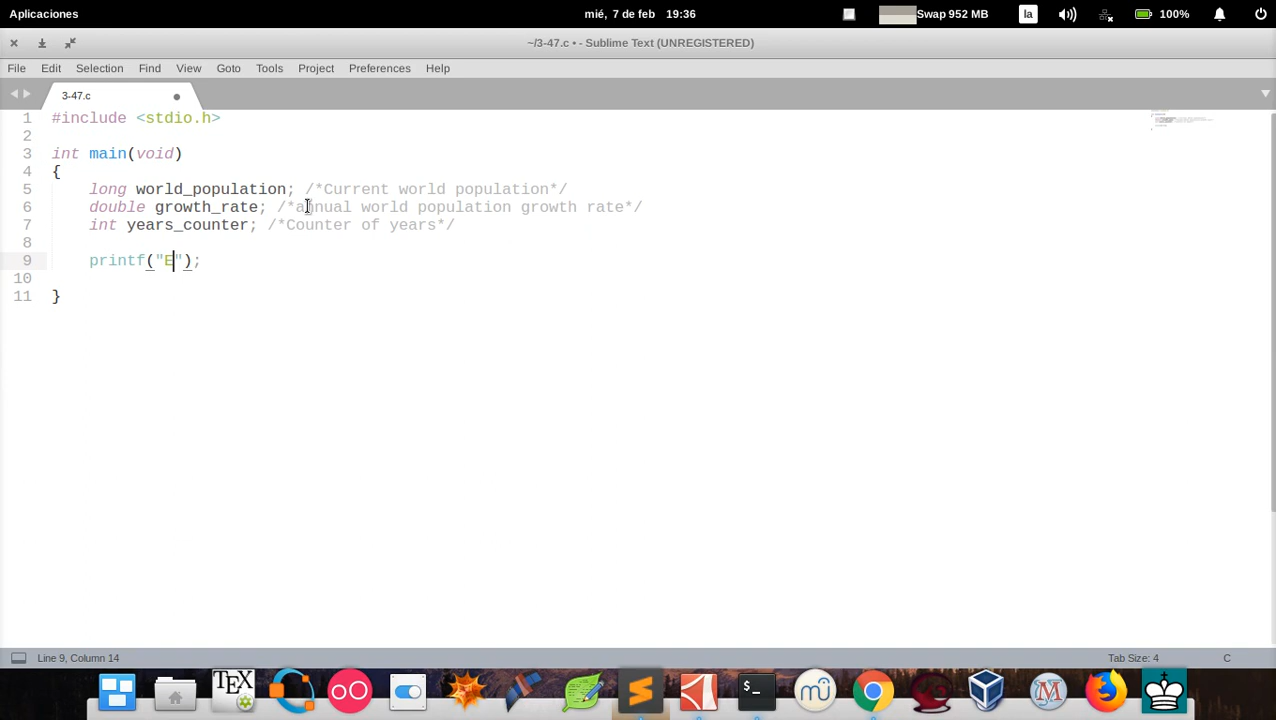 Aplicaciones mié, 7 de feb 19:36 Swap 952 MB la 100%
~/3-47.c • - Sublime Text (UNREGISTERED)
File Edit Selection Find View Goto Tools Project Preferences Help
3-47.c
1 #include <stdio.h>
2
3 int main(void)
4 {
5 long world_population; /*Current world population*/
6 double growth_rate; /*annual world population growth rate*/
7 int years_counter; /*Counter of years*/
8
9 printf("E");
10
11 }
Line 9, Column 14 Tab Size: 4 C
TEX >_ mu M